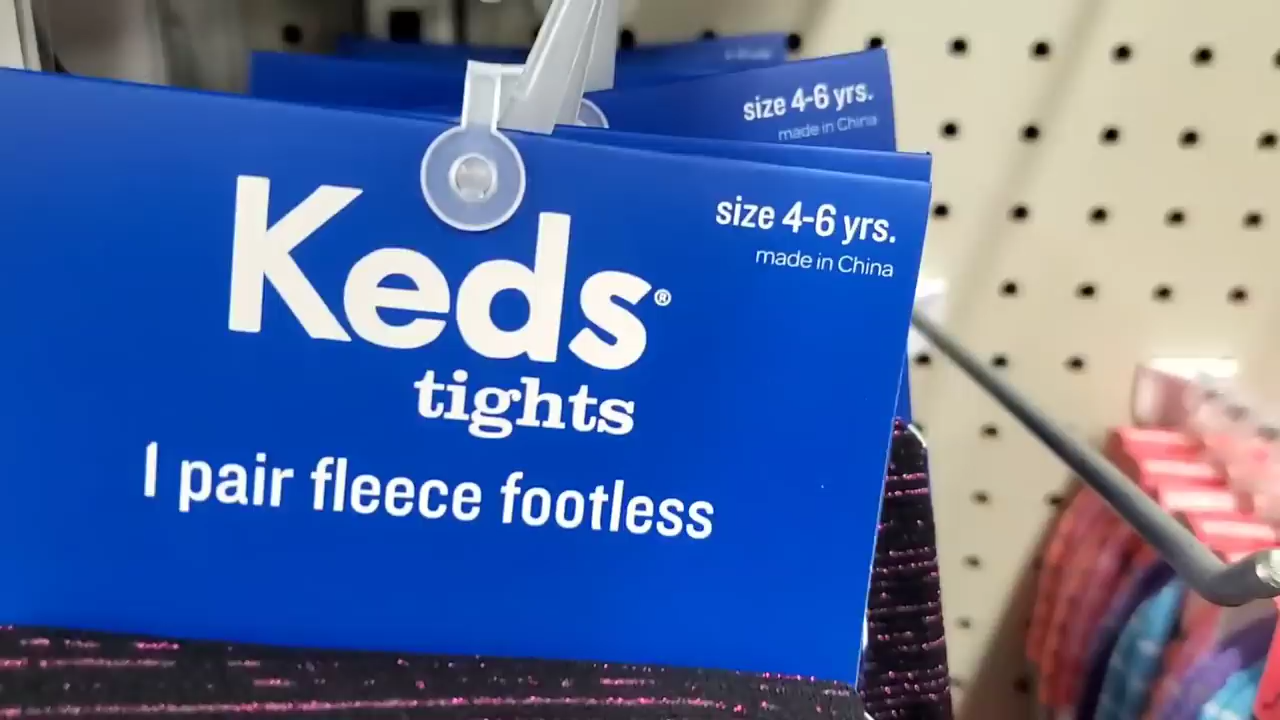 size 4-6 yrs.
made in China
Keds®
size 4-6 yrs.
made in China
tights
1 pair fleece footless